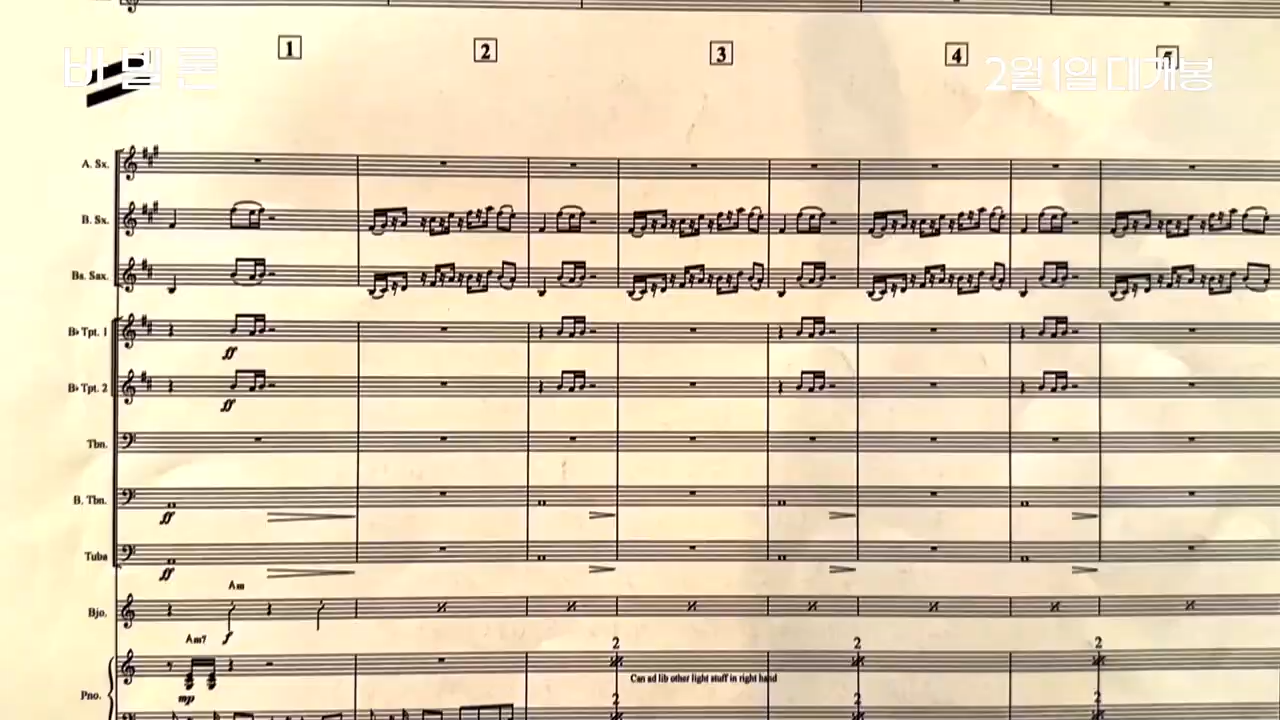 바빌론
2월 1일 대개봉
1 2 3 4 5
A. Sx.
B. Sx.
Bs. Sax.
B♭ Tpt. 1
ff
B♭ Tpt. 2
ff
Tbn.
B. Tbn.
ff
Tuba
ff
Am
Bjo.
f
Am7
2 2 2
Can ad lib other light stuff in right hand
mp
Pno.
2 2 2